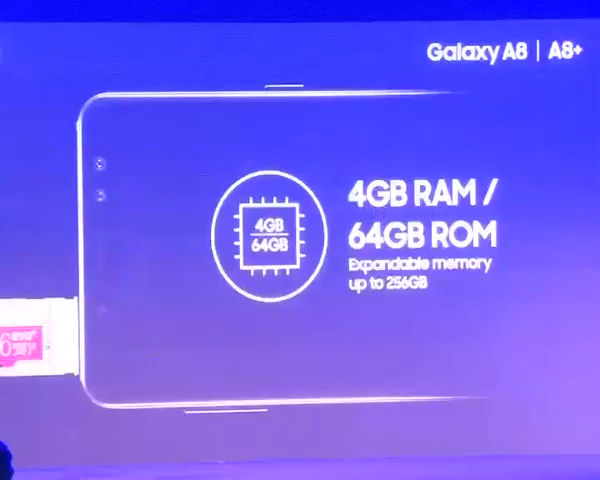 Galaxy A8 | A8+
4GB
64GB
4GB RAM /
64GB ROM
Expandable memory
up to 256GB